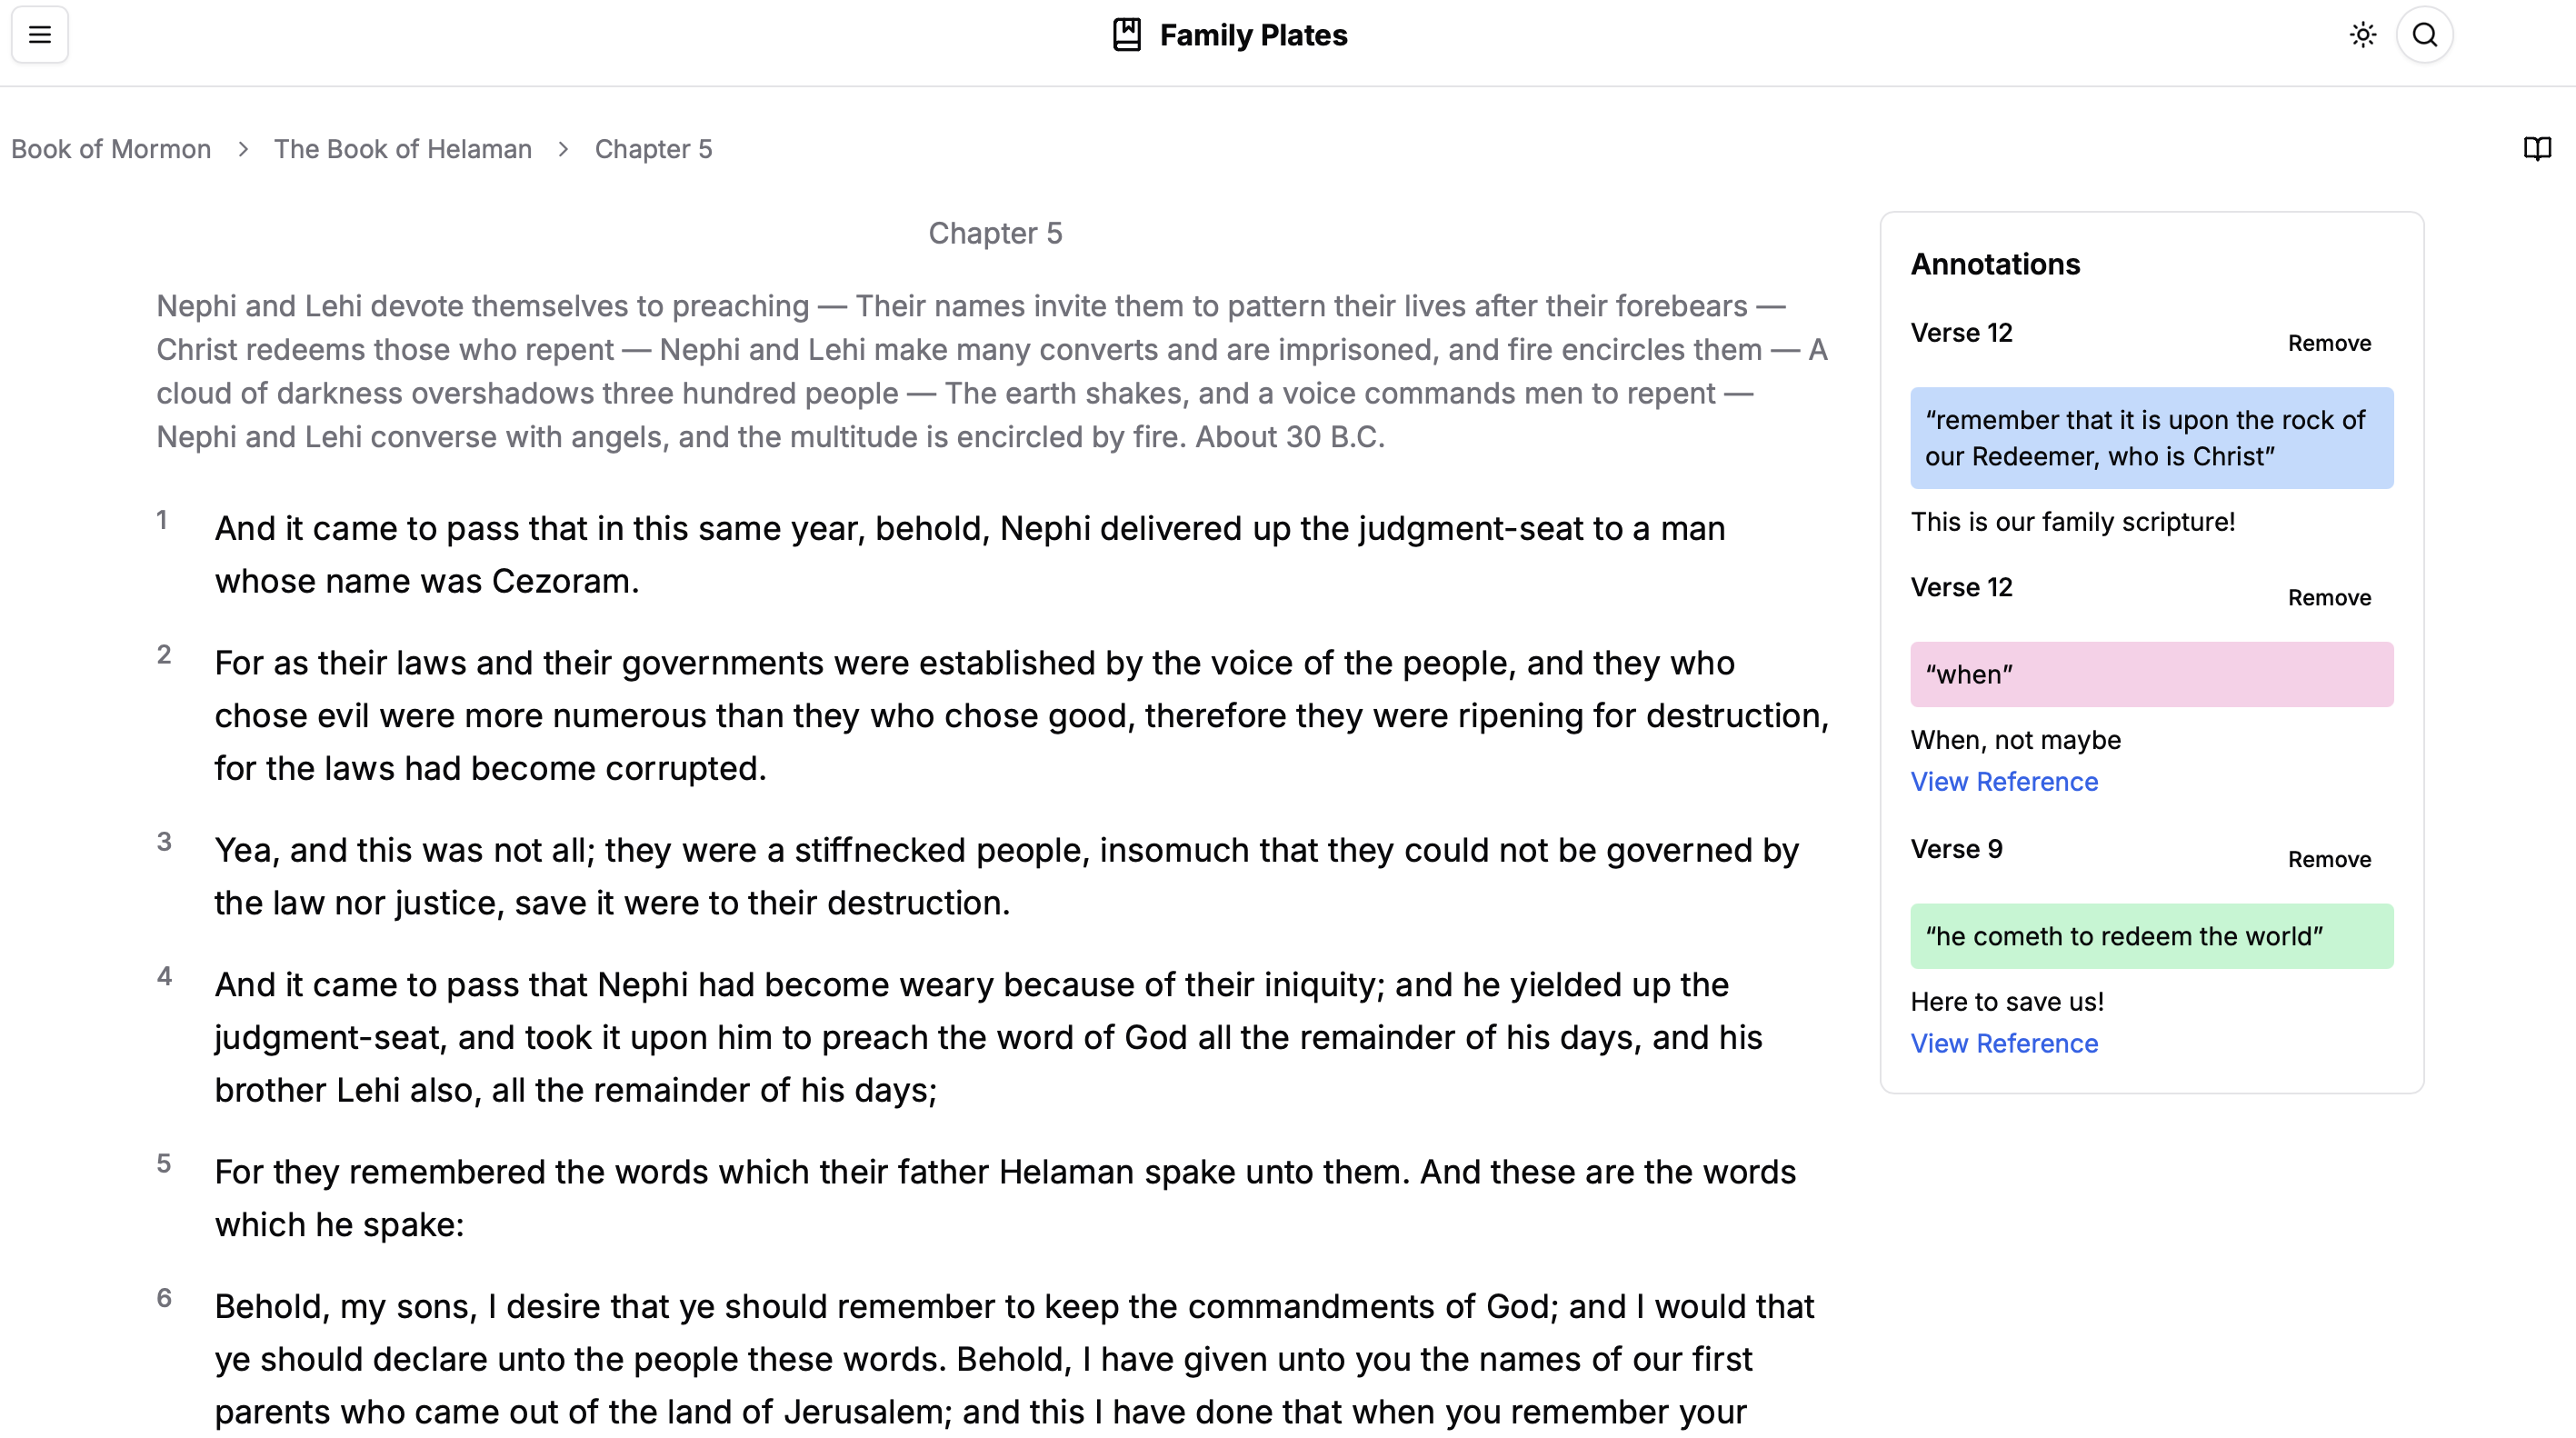 Family Plates
Book of Mormon > The Book of Helaman > Chapter 5
Chapter 5
Nephi and Lehi devote themselves to preaching — Their names invite them to pattern their lives after their forebears —
Christ redeems those who repent — Nephi and Lehi make many converts and are imprisoned, and fire encircles them — A
cloud of darkness overshadows three hundred people — The earth shakes, and a voice commands men to repent —
Nephi and Lehi converse with angels, and the multitude is encircled by fire. About 30 B.C.
1 And it came to pass that in this same year, behold, Nephi delivered up the judgment-seat to a man
whose name was Cezoram.
2 For as their laws and their governments were established by the voice of the people, and they who
chose evil were more numerous than they who chose good, therefore they were ripening for destruction,
for the laws had become corrupted.
3 Yea, and this was not all; they were a stiffnecked people, insomuch that they could not be governed by
the law nor justice, save it were to their destruction.
4 And it came to pass that Nephi had become weary because of their iniquity; and he yielded up the
judgment-seat, and took it upon him to preach the word of God all the remainder of his days, and his
brother Lehi also, all the remainder of his days;
5 For they remembered the words which their father Helaman spake unto them. And these are the words
which he spake:
6 Behold, my sons, I desire that ye should remember to keep the commandments of God; and I would that
ye should declare unto the people these words. Behold, I have given unto you the names of our first
parents who came out of the land of Jerusalem; and this I have done that when you remember your
Annotations
Verse 12
Remove
“remember that it is upon the rock of
our Redeemer, who is Christ”
This is our family scripture!
Verse 12
Remove
“when”
When, not maybe
View Reference
Verse 9
Remove
“he cometh to redeem the world”
Here to save us!
View Reference